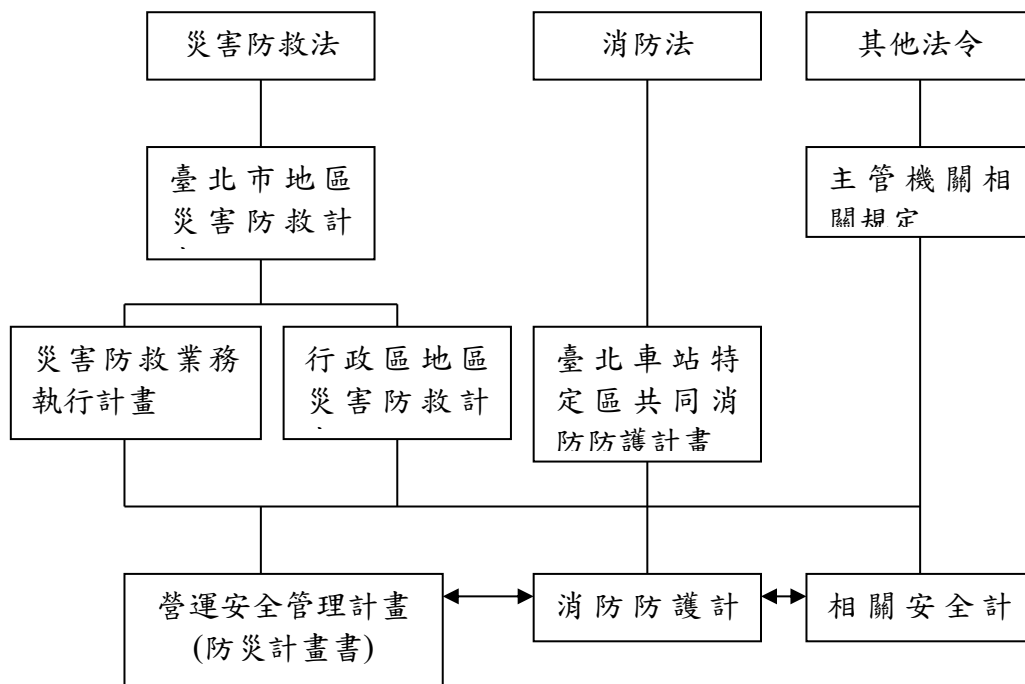 災害防救法
消防法
其他法令
臺北市地區
災害防救計
主管機關相
關規定
災害防救業務
執行計畫
行政區地區
災害防救計
臺北車站特
定區共同消
防防護計畫
營運安全管理計畫
(防災計畫書)
消防防護計
相關安全計